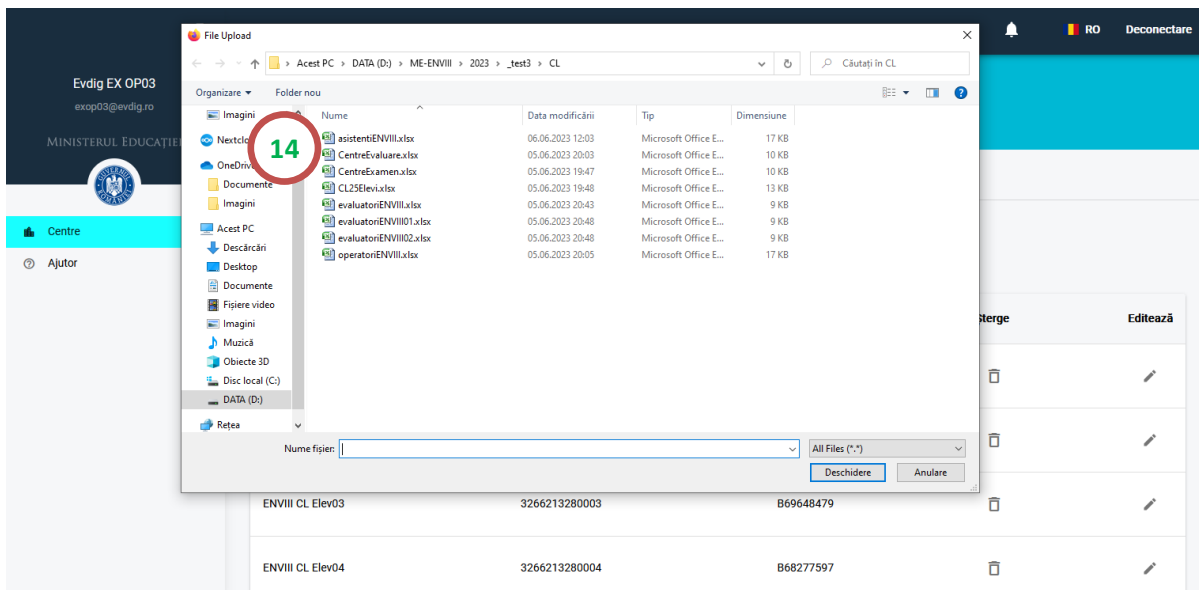 File Upload
RO
Deconectare
Acest PC > DATA (D:) > ME-ENVIII > 2023 > _test3 > CL
Căutați în CL
Evdig EX OP03
exop03@evdig.ro
MINISTERUL EDUCAȚIE
GUVERNUL ROMÂNIEI
Centre
Ajutor
Organizare
Folder nou
Imagini
Nextclo
OneDrive
Documente
Imagini
Acest PC
Descărcări
Desktop
Documente
Fișiere video
Imagini
Muzică
Obiecte 3D
Disc local (C:)
DATA (D:)
Rețea
14
Nume Data modificării Tip Dimensiune
asistentiENVIII.xlsx 06.06.2023 12:03 Microsoft Office E... 17 KB
CentreEvaluare.xlsx 05.06.2023 20:03 Microsoft Office E... 10 KB
CentreExamen.xlsx 05.06.2023 19:47 Microsoft Office E... 10 KB
CL25Elevi.xlsx 05.06.2023 19:48 Microsoft Office E... 13 KB
evaluatoriENVIII.xlsx 05.06.2023 20:43 Microsoft Office E... 9 KB
evaluatoriENVIII01.xlsx 05.06.2023 20:48 Microsoft Office E... 9 KB
evaluatoriENVIII02.xlsx 05.06.2023 20:48 Microsoft Office E... 9 KB
operatoriENVIII.xlsx 05.06.2023 20:05 Microsoft Office E... 17 KB
Nume fișier:
All Files (*.*)
Deschidere
Anulare
Șterge
Editează
ENVIII CL Elev03 3266213280003 B69648479
ENVIII CL Elev04 3266213280004 B68277597